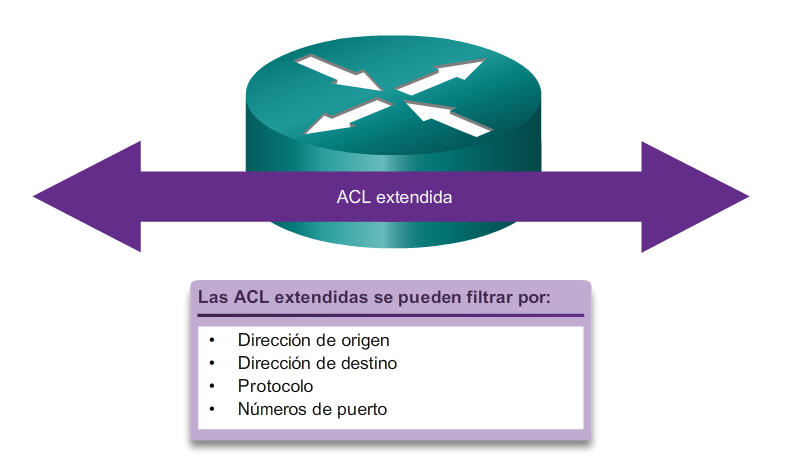 ACL extendida
Las ACL extendidas se pueden filtrar por:
• Dirección de origen
• Dirección de destino
• Protocolo
• Números de puerto